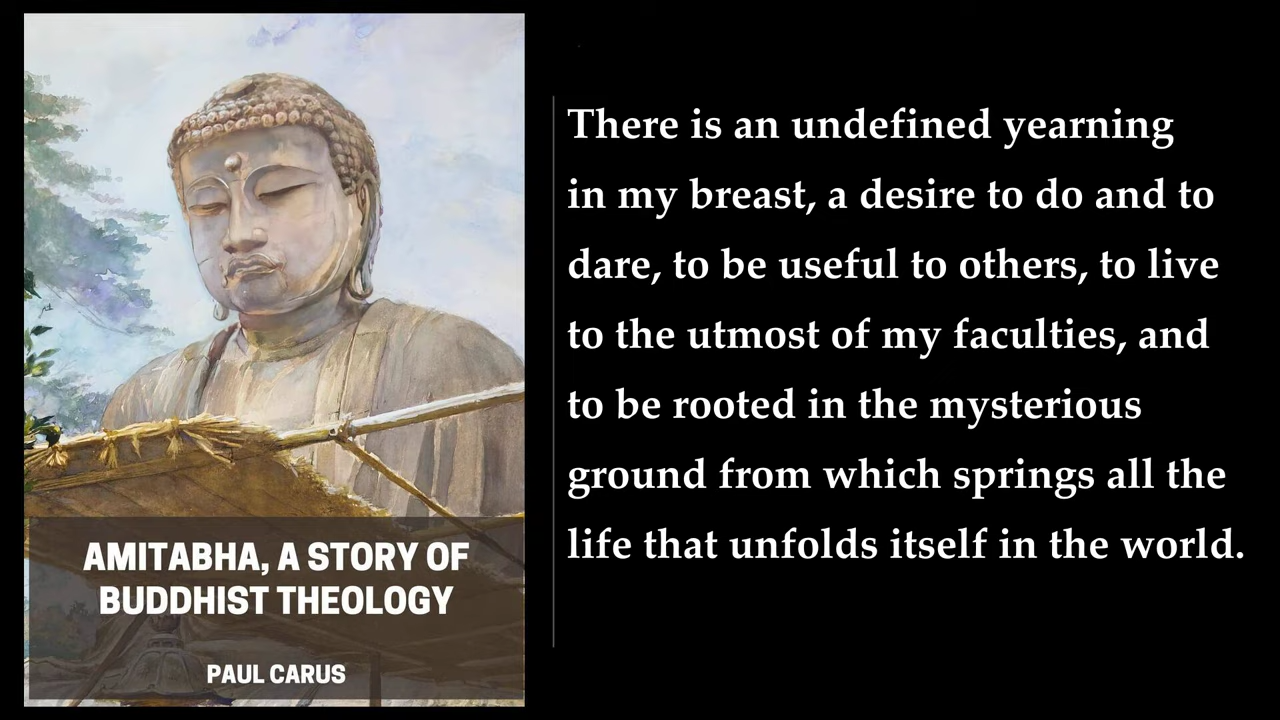 There is an undefined yearning
in my breast, a desire to do and to
dare, to be useful to others, to live
to the utmost of my faculties, and
to be rooted in the mysterious
ground from which springs all the
life that unfolds itself in the world.
AMITABHA, A STORY OF
BUDDHIST THEOLOGY
PAUL CARUS